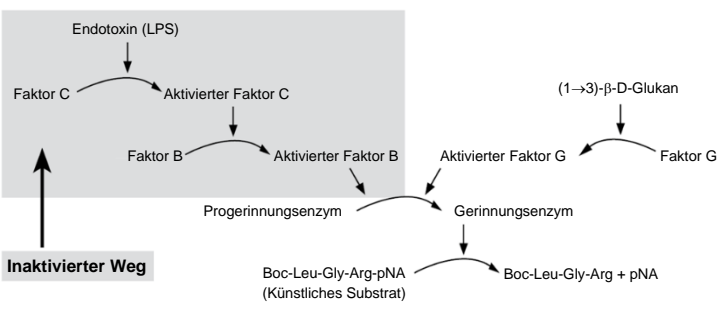 Endotoxin (LPS)
Faktor C
Aktivierter Faktor C
(1→3)-β-D-Glukan
Faktor B
Aktivierter Faktor B
Aktivierter Faktor G
Faktor G
Progerinnungsenzym
Gerinnungsenzym
Inaktivierter Weg
Boc-Leu-Gly-Arg-pNA
(Künstliches Substrat)
Boc-Leu-Gly-Arg + pNA